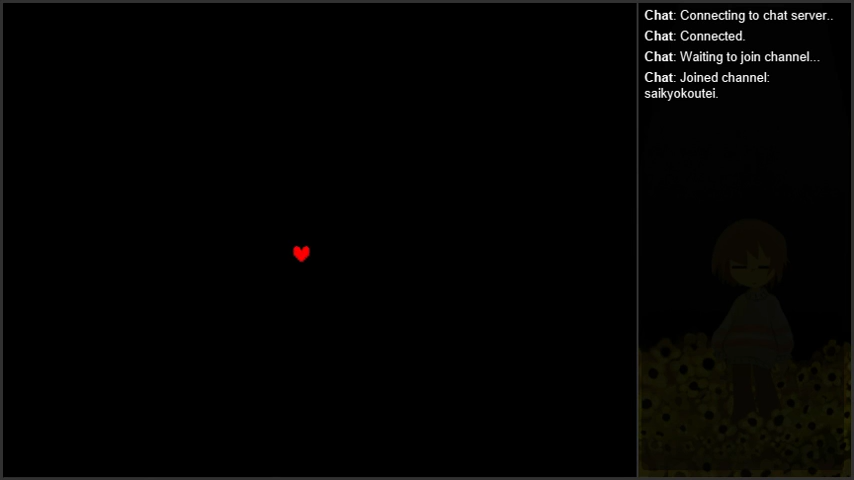 Chat: Connecting to chat server..
Chat: Connected.
Chat: Waiting to join channel...
Chat: Joined channel:
saikyokoutei.